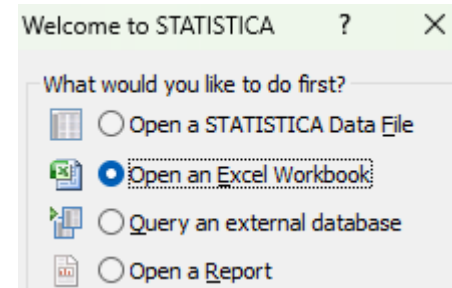 Welcome to STATISTICA ? ×
What would you like to do first?
Open a STATISTICA Data File
Open an Excel Workbook
Query an external database
Open a Report